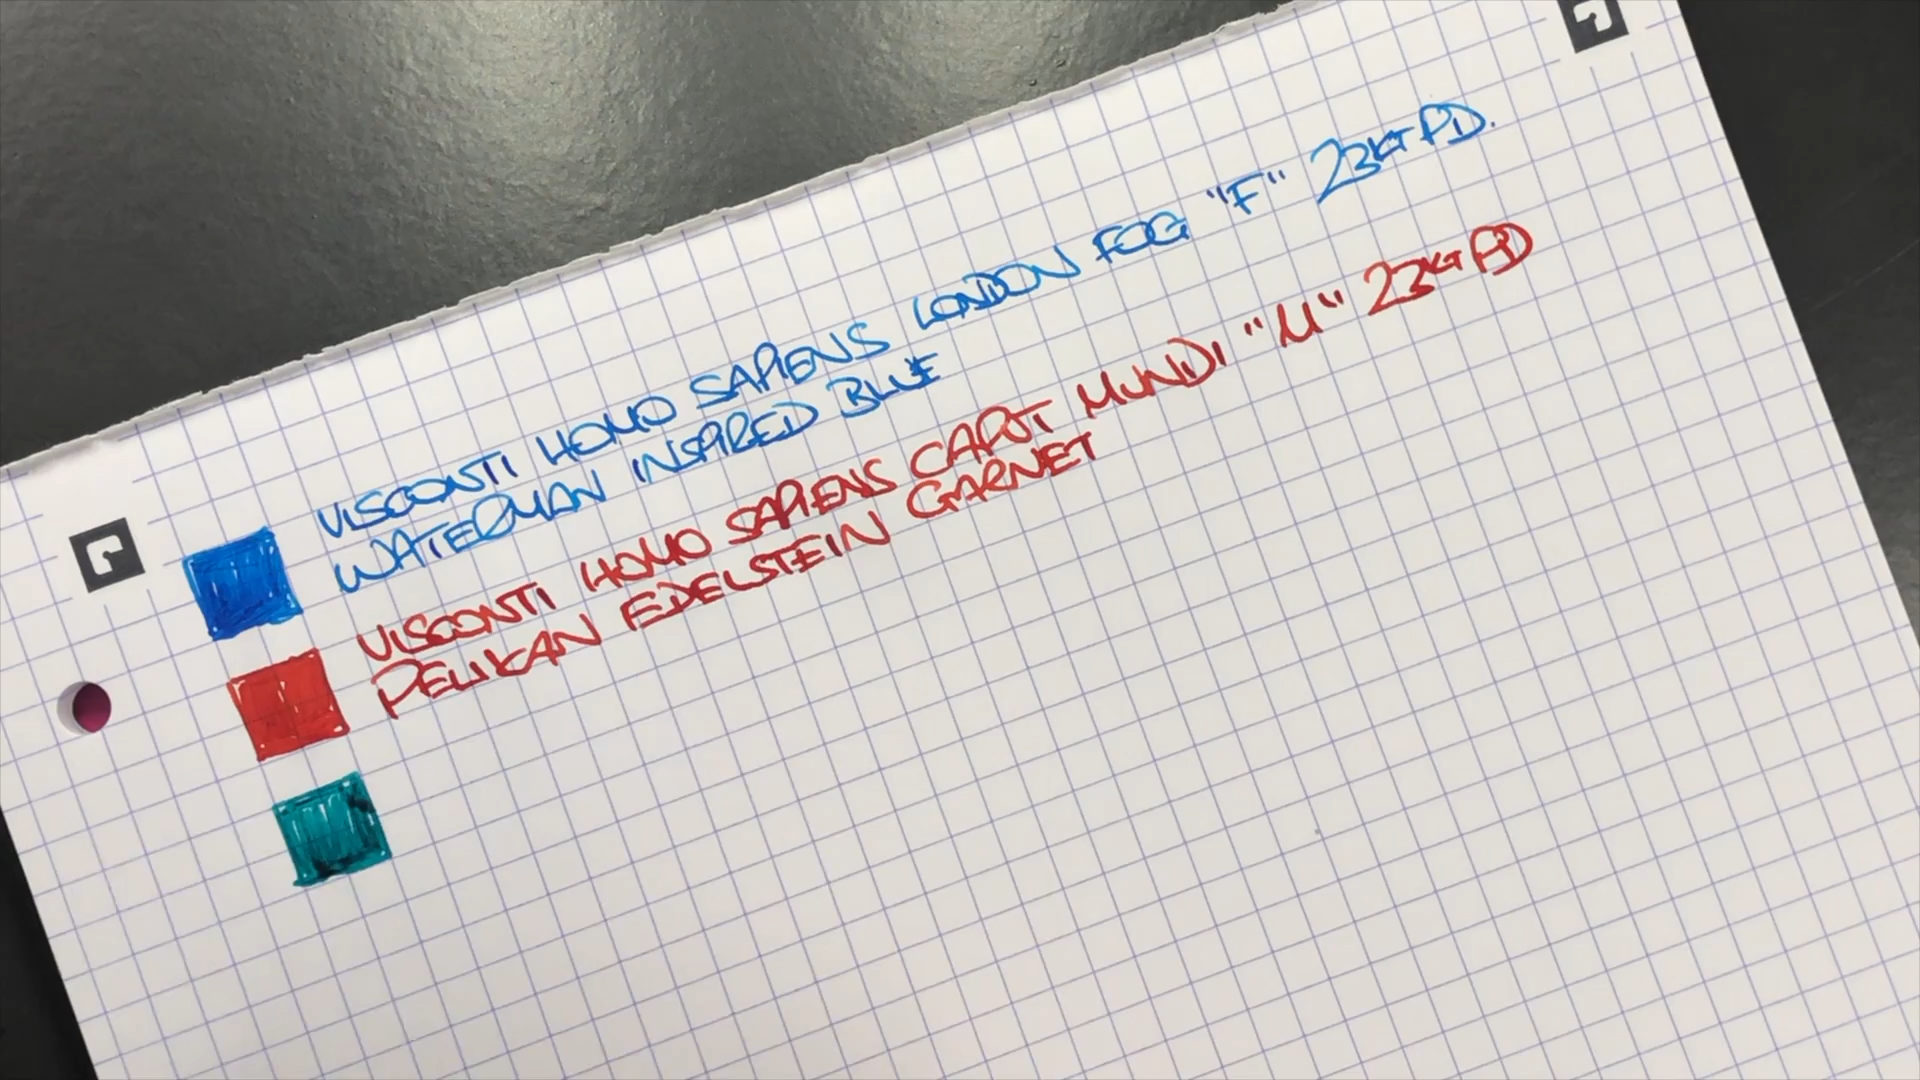 VISCONTI HOMO SAPIENS LONDON FOG "F" 23KT PD.
WATERMAN INSPIRED BLUE
VISCONTI HOMO SAPIENS CAPUT MUNDI "M" 23KT PD
PELIKAN EDELSTEIN GARNET